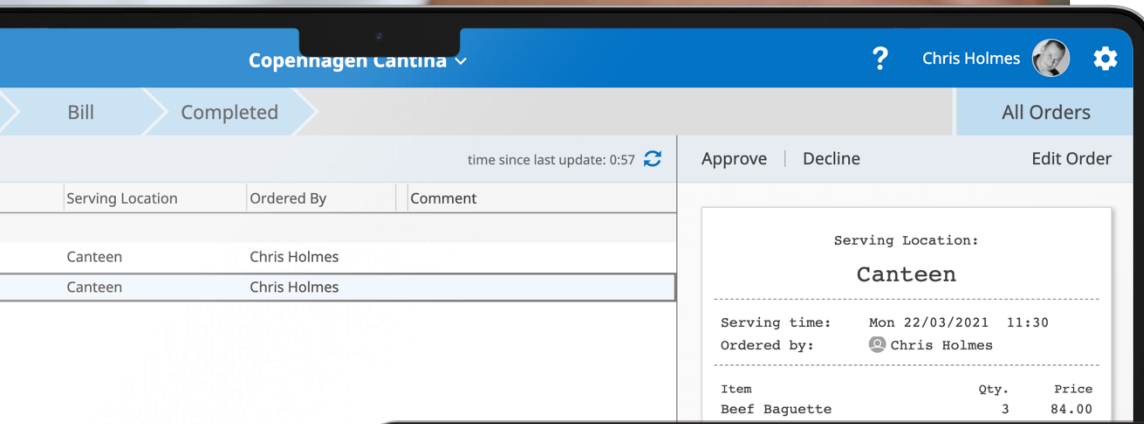 Copenhagen Cantina
? Chris Holmes
Bill Completed All Orders
time since last update: 0:57 Approve Decline Edit Order
Serving Location Ordered By Comment
Serving Location:
Canteen Chris Holmes
Canteen
Canteen Chris Holmes
Serving time: Mon 22/03/2021 11:30
Ordered by: Chris Holmes
Item Qty. Price
Beef Baguette 3 84.00